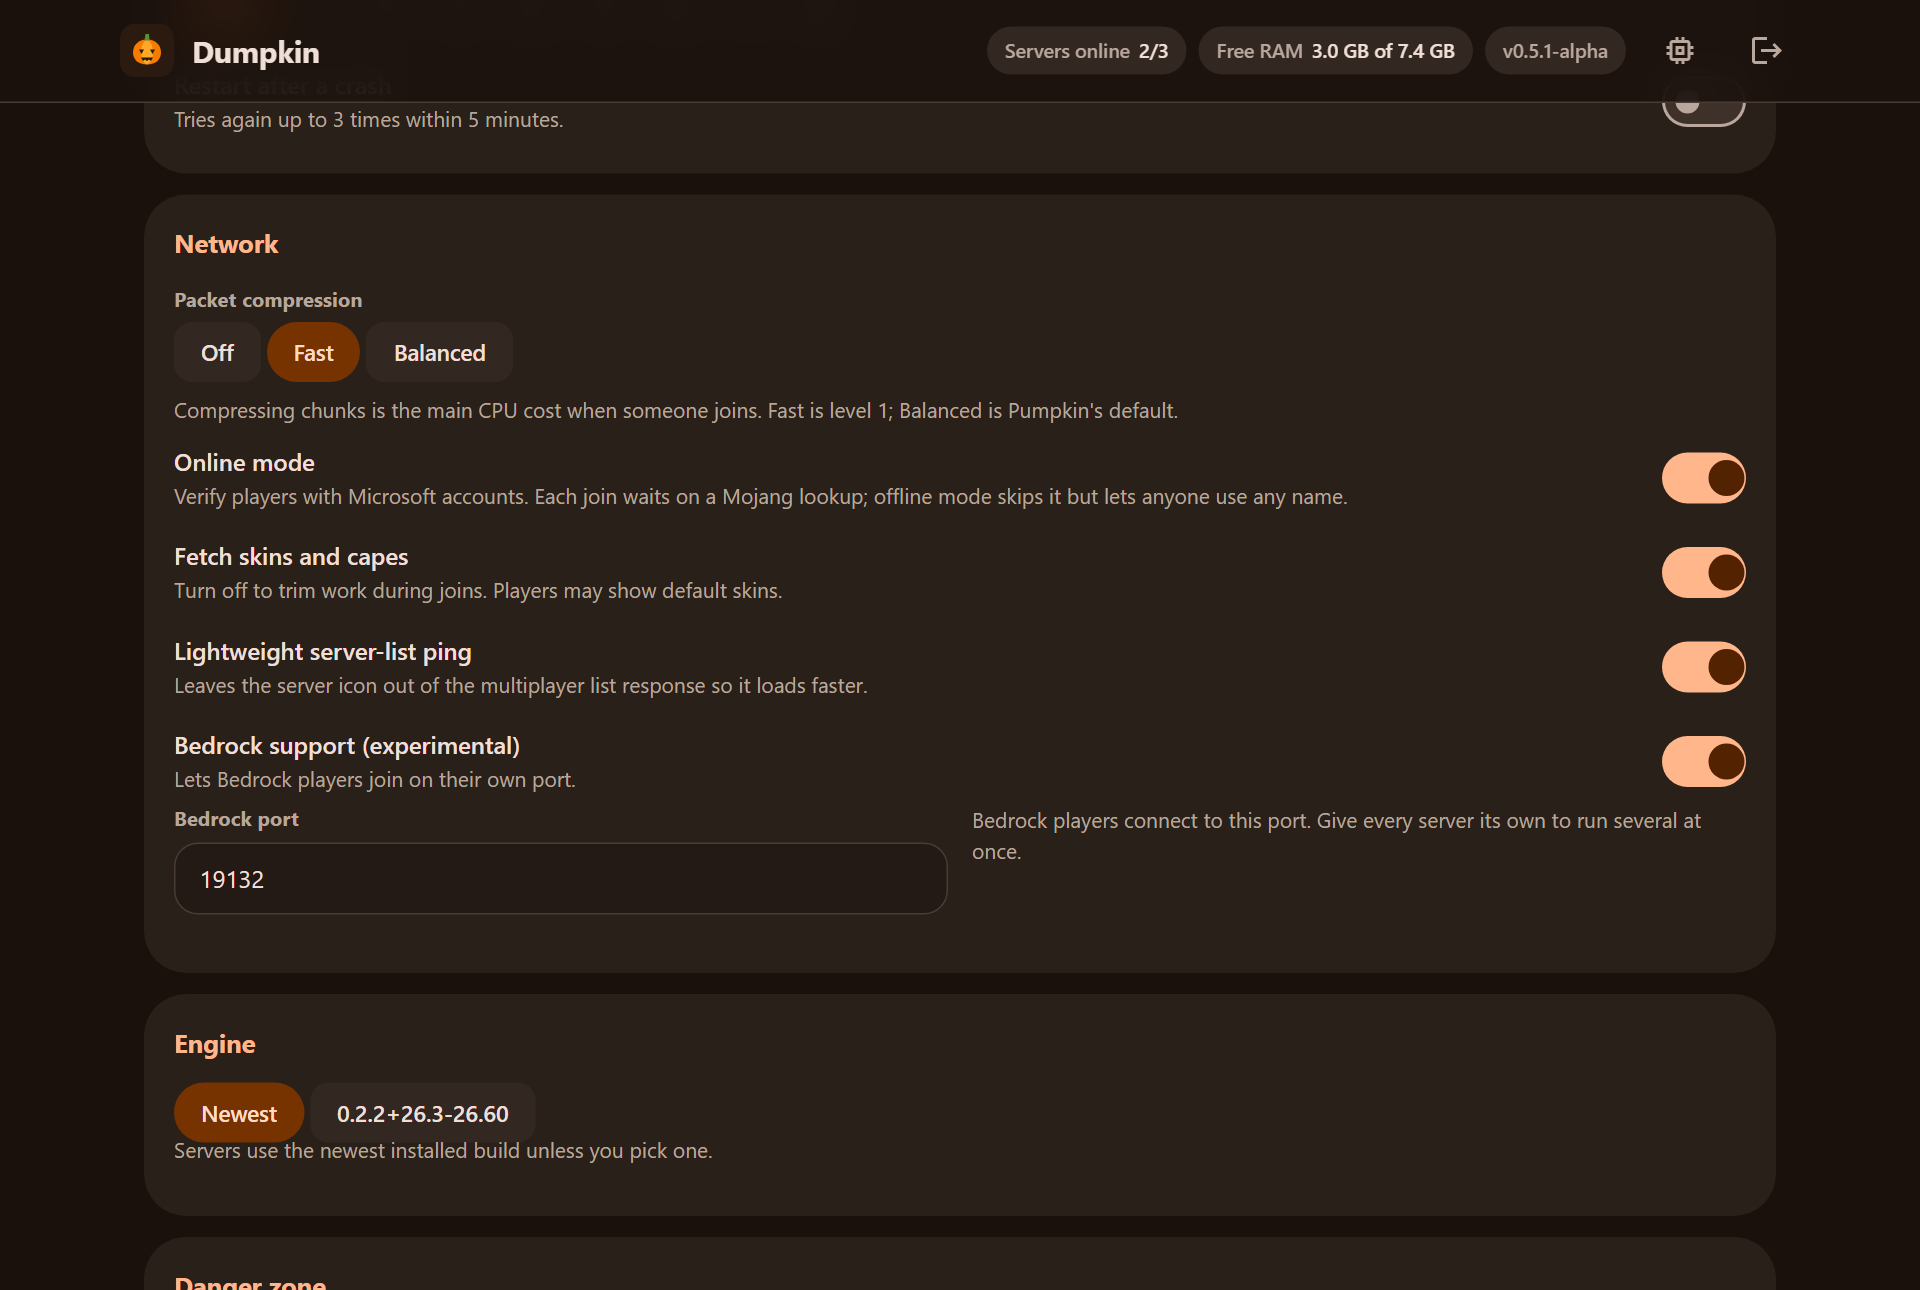 Dumpkin
Servers online 2/3
Free RAM 3.0 GB of 7.4 GB
v0.5.1-alpha
Restart after a crash
Tries again up to 3 times within 5 minutes.
Network
Packet compression
Off
Fast
Balanced
Compressing chunks is the main CPU cost when someone joins. Fast is level 1; Balanced is Pumpkin's default.
Online mode
Verify players with Microsoft accounts. Each join waits on a Mojang lookup; offline mode skips it but lets anyone use any name.
Fetch skins and capes
Turn off to trim work during joins. Players may show default skins.
Lightweight server-list ping
Leaves the server icon out of the multiplayer list response so it loads faster.
Bedrock support (experimental)
Lets Bedrock players join on their own port.
Bedrock port
19132
Bedrock players connect to this port. Give every server its own to run several at
once.
Engine
Newest
0.2.2+26.3-26.60
Servers use the newest installed build unless you pick one.
Danger zone